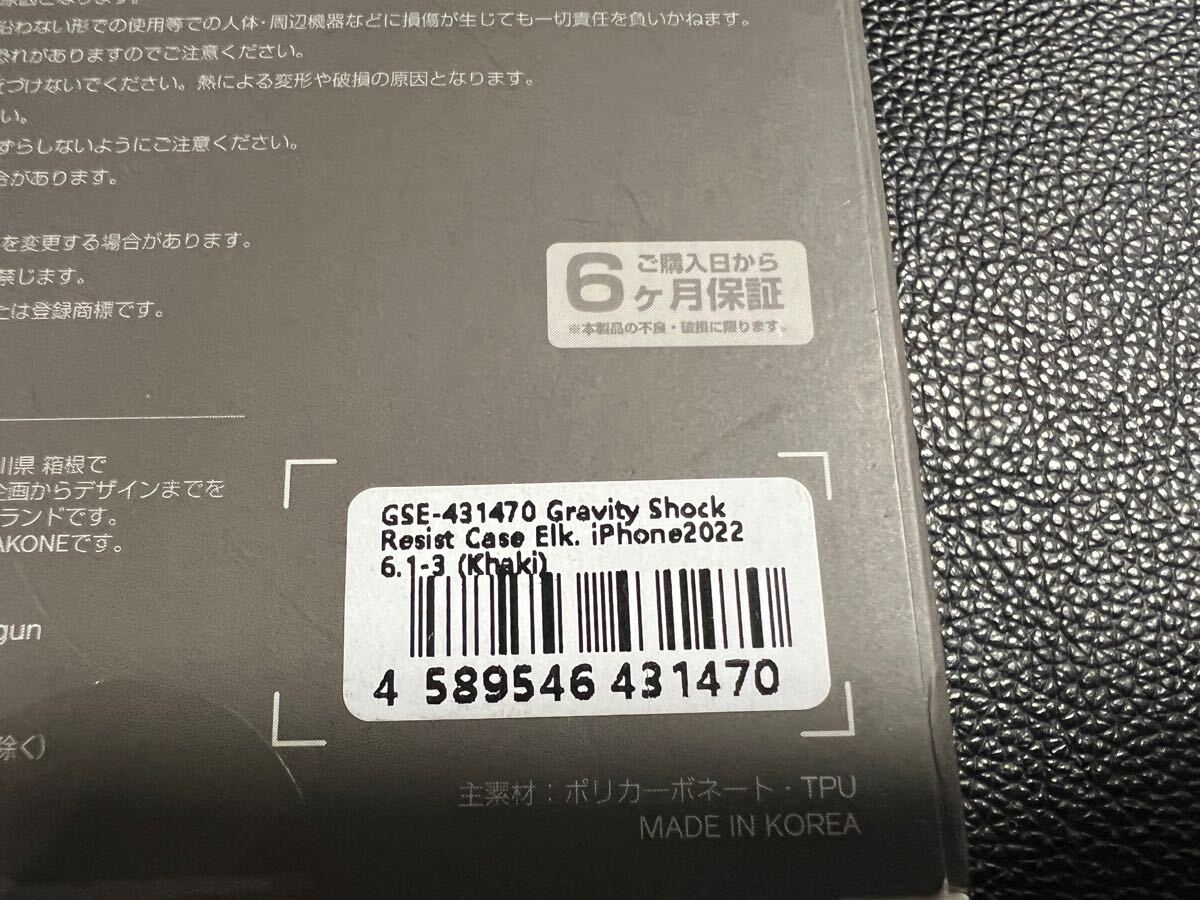 わない形での使用等での人体・周辺機器などに損傷が生じても一切責任を負いかねます。
れがありますのでご注意ください。
づけないでください。熱による変形や破損の原因となります。
い。
ずらしないようにご注意ください。
合があります。
を変更する場合があります。
禁じます。
たは登録商標です。
6 ご購入日から
ヶ月保証
※本製品の不良・破損に限ります。
川県 箱根で
企画からデザインまでを
ランドです。
AKONEです。
gun
除く)
GSE-431470 Gravity Shock
Resist Case Elk. iPhone2022
6.1-3 (Khaki)
4 589546 431470
主素材：ポリカーボネート・TPU
MADE IN KOREA